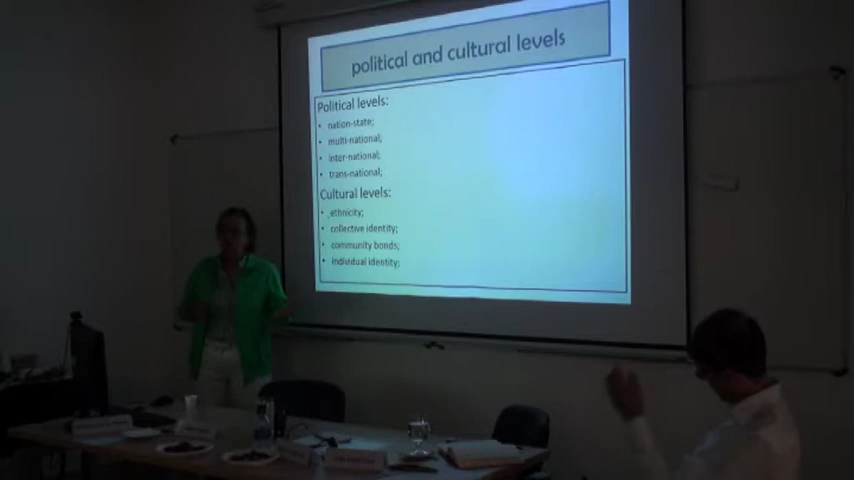 political and cultural levels
Political levels:
• nation-state;
• multi-national;
• inter-national;
• trans-national;
Cultural levels:
• ethnicity;
• collective identity;
• community bonds;
• individual identity;